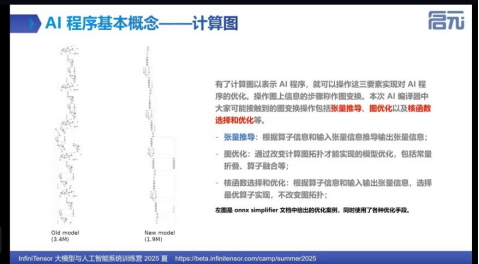 AI 程序基本概念——计算图
启元
有了计算图以表示 AI 程序，就可以操作这三要素实现对 AI 程
序的优化。操作图上信息的步骤称作图变换。本次 AI 编译器中
大家可能接触到的图变换操作包括张量推导、图优化以及核函数
选择和优化等。
- 张量推导：根据算子信息和输入张量信息推导输出张量信息；
- 图优化：通过改变计算图拓扑才能实现的模型优化，包括常量
折叠、算子融合等；
- 核函数选择和优化：根据算子信息和输入输出张量信息，选择
最优算子实现，不改变图拓扑；
左图是 onnx simplifier 文档中给出的优化案例，同时使用了各种优化手段。
Old model
(3.6M)
New model
(1.9M)
InfiniTensor 大模型与人工智能系统训练营 2025 夏 https://beta.infinitensor.com/camp/summer2025